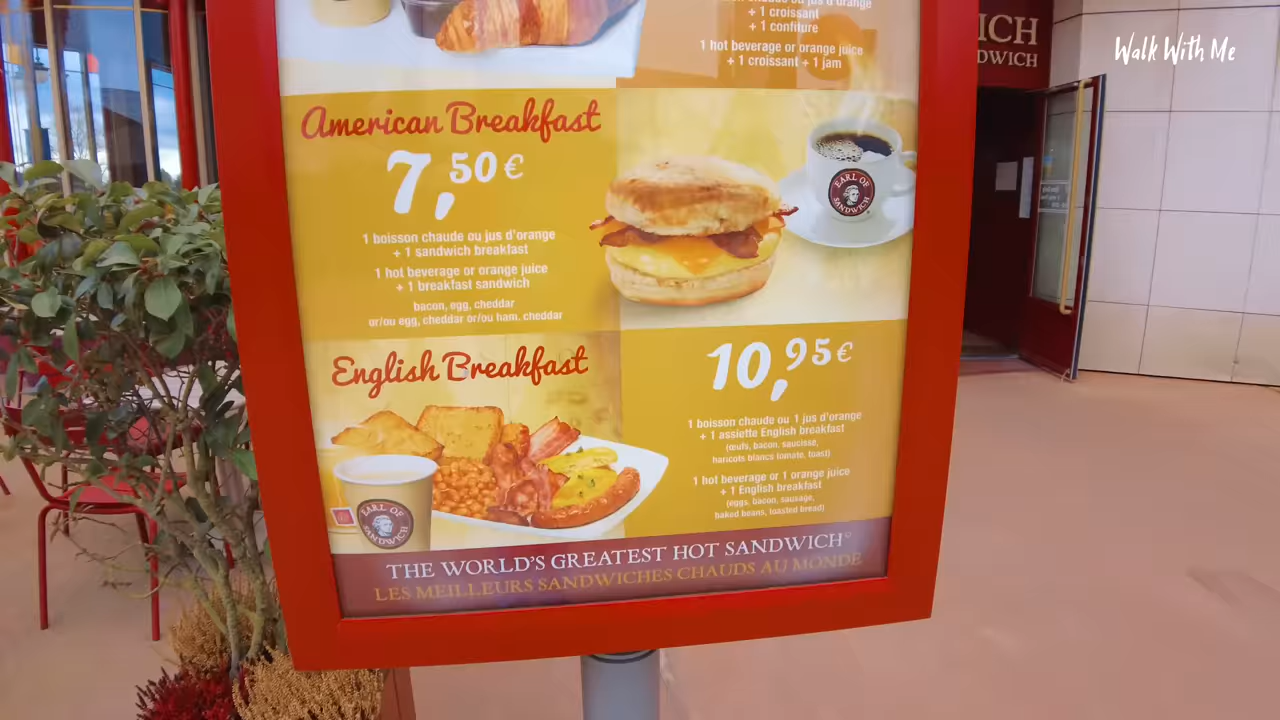 + 1 croissant
+ 1 confiture
1 hot beverage or orange juice
+ 1 croissant + 1 jam
ICH
DWICH
Walk With Me
American Breakfast
7,50€
1 boisson chaude ou jus d'orange
+ 1 sandwich breakfast
1 hot beverage or orange juice
+ 1 breakfast sandwich
bacon, egg, cheddar
or/ou egg, cheddar or/ou ham, cheddar
EARL OF
SANDWICH
English Breakfast
10,95€
1 boisson chaude ou 1 jus d'orange
+ 1 assiette English breakfast
(œufs, bacon, saucisse,
haricots blancs tomate, toast)
1 hot beverage or 1 orange juice
+ 1 English breakfast
(eggs, bacon, sausage,
baked beans, toasted bread)
EARL OF
SANDWICH
THE WORLD'S GREATEST HOT SANDWICH
LES MEILLEURS SANDWICHES CHAUDS AU MONDE